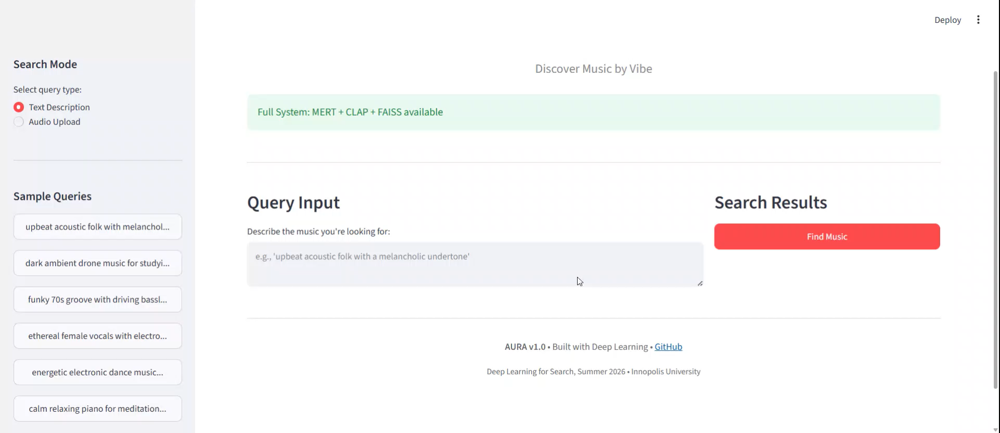 Deploy
Search Mode
Select query type:
Text Description
Audio Upload
Sample Queries
upbeat acoustic folk with melanchol...
dark ambient drone music for studyi...
funky 70s groove with driving bassl...
ethereal female vocals with electro...
energetic electronic dance music...
calm relaxing piano for meditation...
Discover Music by Vibe
Full System: MERT + CLAP + FAISS available
Query Input
Describe the music you're looking for:
e.g., 'upbeat acoustic folk with a melancholic undertone'
Search Results
Find Music
AURA v1.0 • Built with Deep Learning • GitHub
Deep Learning for Search, Summer 2026 • Innopolis University